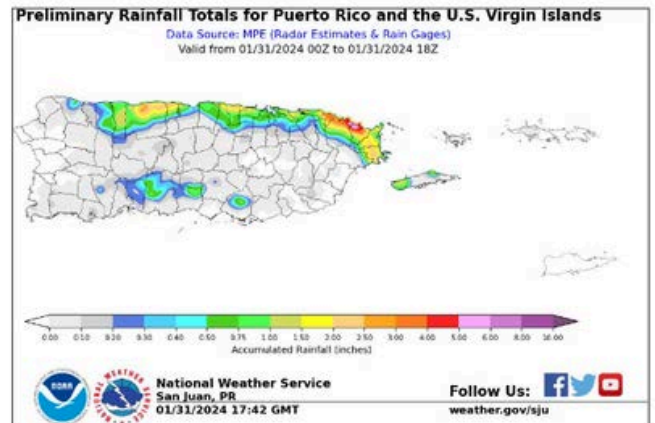 Preliminary Rainfall Totals for Puerto Rico and the U.S. Virgin Islands
Data Source: MPE (Radar Estimates & Rain Gages)
Valid from 01/31/2024 00Z to 01/31/2024 18Z
0.00 0.10 0.20 0.30 0.40 0.50 0.75 1.00 1.50 2.00 2.50 3.00 4.00 5.00 6.00 8.00 10.00
Accumulated Rainfall (inches)
NOAA
National Weather Service
San Juan, PR
01/31/2024 17:42 GMT
Follow Us:
weather.gov/sju